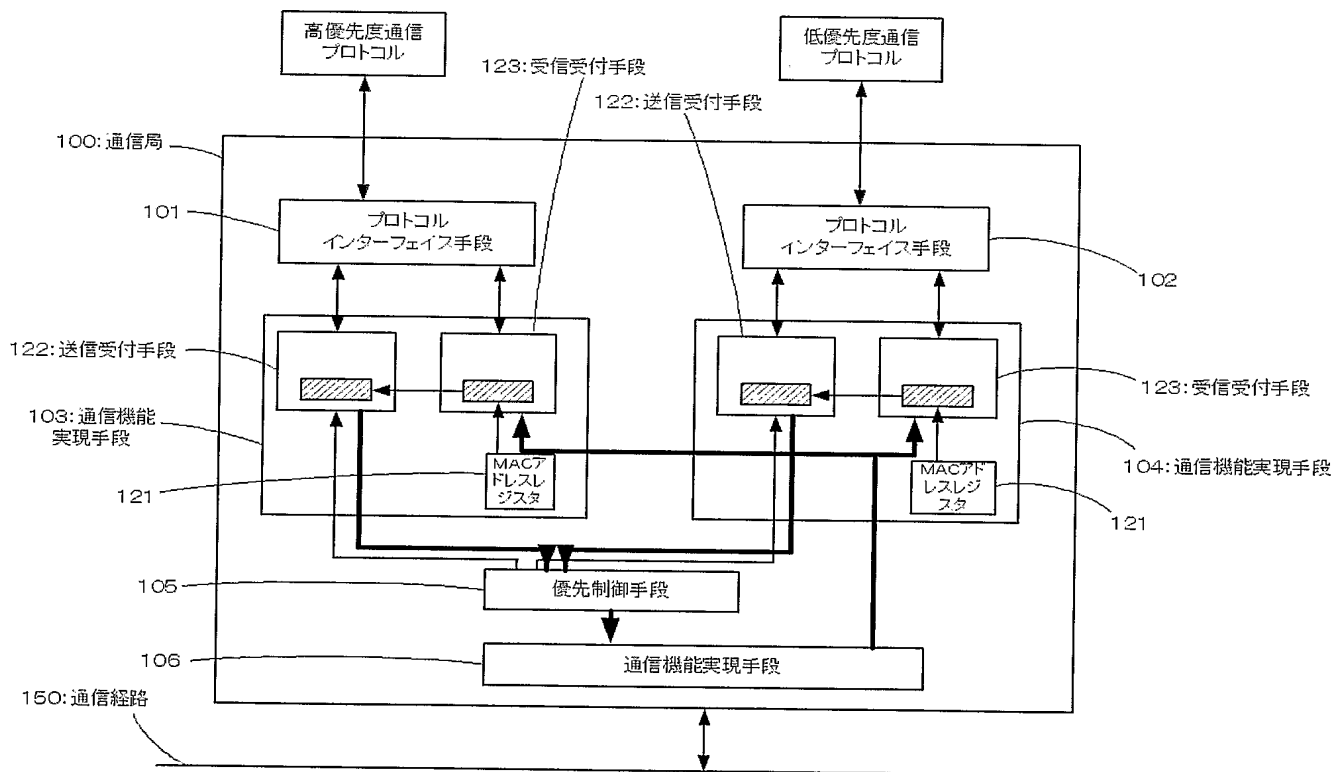 高優先度通信
プロトコル
低優先度通信
プロトコル
123:受信受付手段
122:送信受付手段
100:通信局
101
プロトコル
インターフェイス手段
プロトコル
インターフェイス手段
102
122:送信受付手段
123:受信受付手段
103:通信機能
実現手段
104:通信機能実現手段
MACア
ドレスレ
ジスタ
121
MACアド
レスレジ
スタ
121
105
優先制御手段
106
通信機能実現手段
150:通信経路